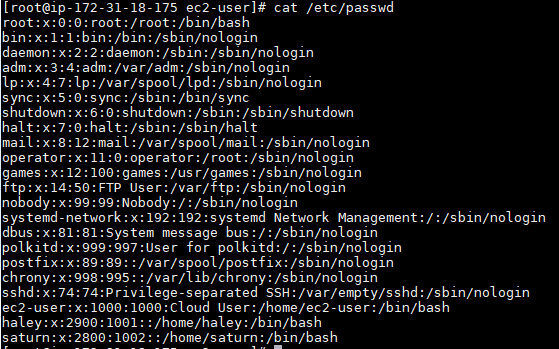 [root@ip-172-31-18-175 ec2-user]# cat /etc/passwd
root:x:0:0:root:/root:/bin/bash
bin:x:1:1:bin:/bin:/sbin/nologin
daemon:x:2:2:daemon:/sbin:/sbin/nologin
adm:x:3:4:adm:/var/adm:/sbin/nologin
lp:x:4:7:lp:/var/spool/lpd:/sbin/nologin
sync:x:5:0:sync:/sbin:/bin/sync
shutdown:x:6:0:shutdown:/sbin:/sbin/shutdown
halt:x:7:0:halt:/sbin:/sbin/halt
mail:x:8:12:mail:/var/spool/mail:/sbin/nologin
operator:x:11:0:operator:/root:/sbin/nologin
games:x:12:100:games:/usr/games:/sbin/nologin
ftp:x:14:50:FTP User:/var/ftp:/sbin/nologin
nobody:x:99:99:Nobody:/:/sbin/nologin
systemd-network:x:192:192:systemd Network Management:/:/sbin/nologin
dbus:x:81:81:System message bus:/:/sbin/nologin
polkitd:x:999:997:User for polkitd:/:/sbin/nologin
postfix:x:89:89::/var/spool/postfix:/sbin/nologin
chrony:x:998:995::/var/lib/chrony:/sbin/nologin
sshd:x:74:74:Privilege-separated SSH:/var/empty/sshd:/sbin/nologin
ec2-user:x:1000:1000:Cloud User:/home/ec2-user:/bin/bash
haley:x:2900:1001::/home/haley:/bin/bash
saturn:x:2800:1002::/home/saturn:/bin/bash
[root@ip-172-31-18-175 ec2-user]#